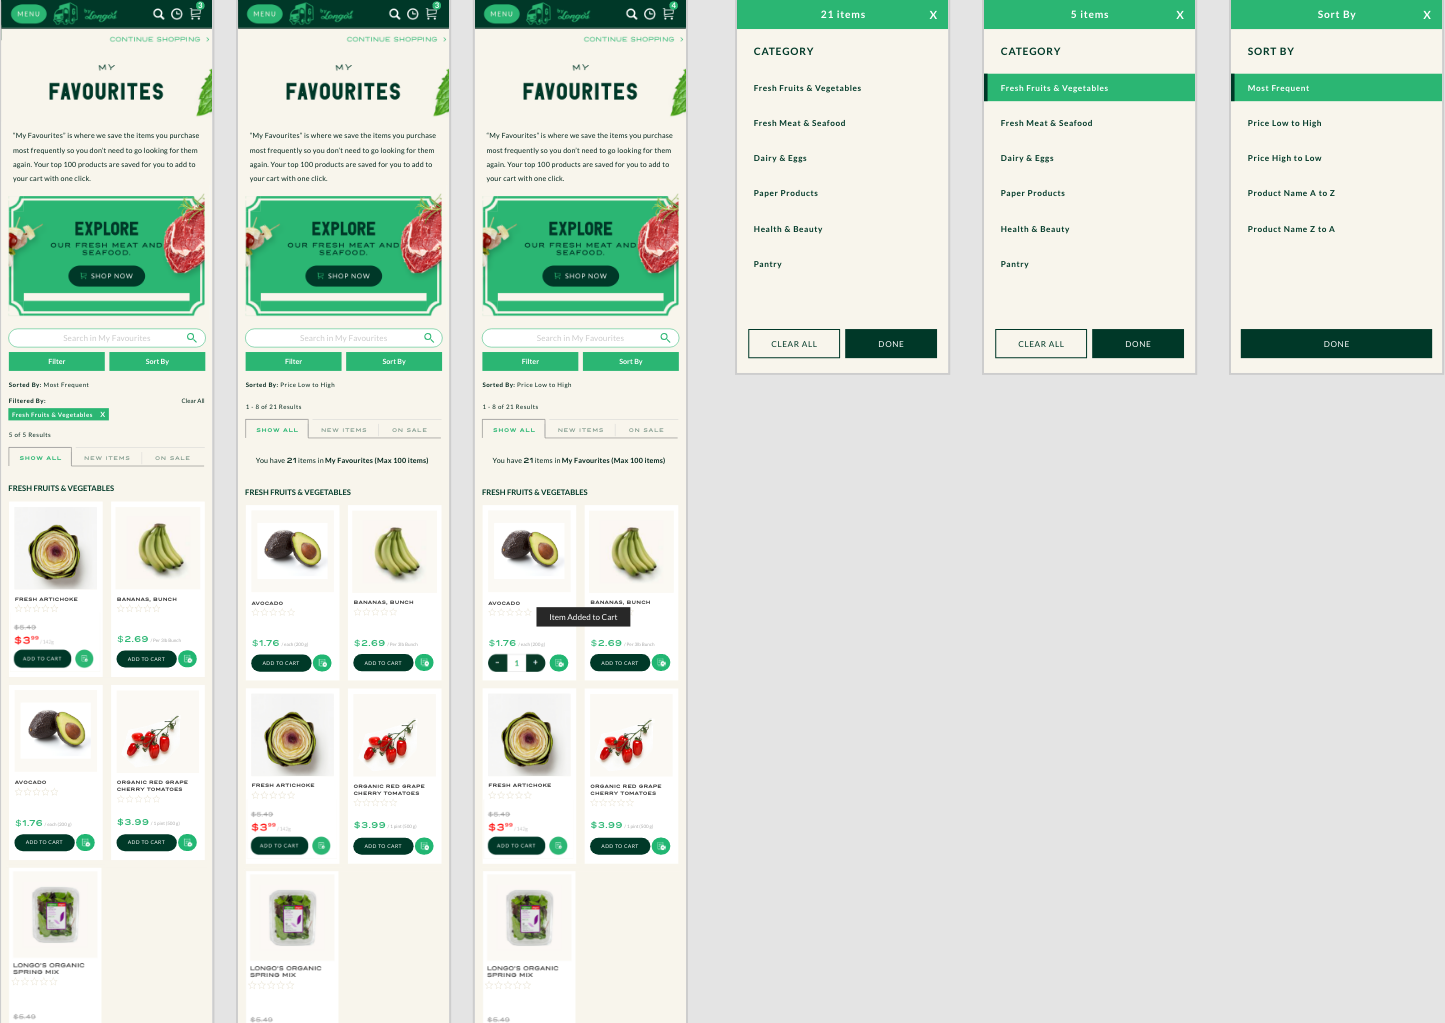 MENU
by Longo's
3
CONTINUE SHOPPING >
MY
FAVOURITES
"My Favourites" is where we save the items you purchase
most frequently so you don't need to go looking for them
again. Your top 100 products are saved for you to add to
your cart with one click.
EXPLORE
OUR FRESH MEAT AND
SEAFOOD.
SHOP NOW
Search in My Favourites
Filter
Sort By
Sorted By: Most Frequent
Filtered By:
Clear All
Fresh Fruits & Vegetables X
5 of 5 Results
SHOW ALL
NEW ITEMS
ON SALE
FRESH FRUITS & VEGETABLES
FRESH ARTICHOKE
$5.49
$3.99
ADD TO CART
BANANAS, BUNCH
$2.69
ADD TO CART
AVOCADO
$1.76 / each (200 g)
ADD TO CART
ORGANIC RED GRAPE
CHERRY TOMATOES
$3.99
ADD TO CART
LONGO'S ORGANIC
SPRING MIX
$5.49
MENU
by Longo's
3
CONTINUE SHOPPING >
MY
FAVOURITES
"My Favourites" is where we save the items you purchase
most frequently so you don't need to go looking for them
again. Your top 100 products are saved for you to add to
your cart with one click.
EXPLORE
OUR FRESH MEAT AND
SEAFOOD.
SHOP NOW
Search in My Favourites
Filter
Sort By
Sorted By: Price Low to High
1 - 8 of 21 Results
SHOW ALL
NEW ITEMS
ON SALE
You have 21 items in My Favourites (Max 100 items)
FRESH FRUITS & VEGETABLES
AVOCADO
$1.76 / each (200 g)
ADD TO CART
BANANAS, BUNCH
$2.69
ADD TO CART
FRESH ARTICHOKE
$5.49
$3.99
ADD TO CART
ORGANIC RED GRAPE
CHERRY TOMATOES
$3.99
ADD TO CART
LONGO'S ORGANIC
SPRING MIX
$5.49
MENU
by Longo's
4
CONTINUE SHOPPING >
MY
FAVOURITES
"My Favourites" is where we save the items you purchase
most frequently so you don't need to go looking for them
again. Your top 100 products are saved for you to add to
your cart with one click.
EXPLORE
OUR FRESH MEAT AND
SEAFOOD.
SHOP NOW
Search in My Favourites
Filter
Sort By
Sorted By: Price Low to High
1 - 8 of 21 Results
SHOW ALL
NEW ITEMS
ON SALE
You have 21 items in My Favourites (Max 100 items)
FRESH FRUITS & VEGETABLES
AVOCADO
Item Added to Cart
$1.76 / each (200 g)
- 1 +
BANANAS, BUNCH
$2.69
ADD TO CART
FRESH ARTICHOKE
$5.49
$3.99
ADD TO CART
ORGANIC RED GRAPE
CHERRY TOMATOES
$3.99
ADD TO CART
LONGO'S ORGANIC
SPRING MIX
$5.49
21 items X
CATEGORY
Fresh Fruits & Vegetables
Fresh Meat & Seafood
Dairy & Eggs
Paper Products
Health & Beauty
Pantry
CLEAR ALL
DONE
5 items X
CATEGORY
Fresh Fruits & Vegetables
Fresh Meat & Seafood
Dairy & Eggs
Paper Products
Health & Beauty
Pantry
CLEAR ALL
DONE
Sort By X
SORT BY
Most Frequent
Price Low to High
Price High to Low
Product Name A to Z
Product Name Z to A
DONE